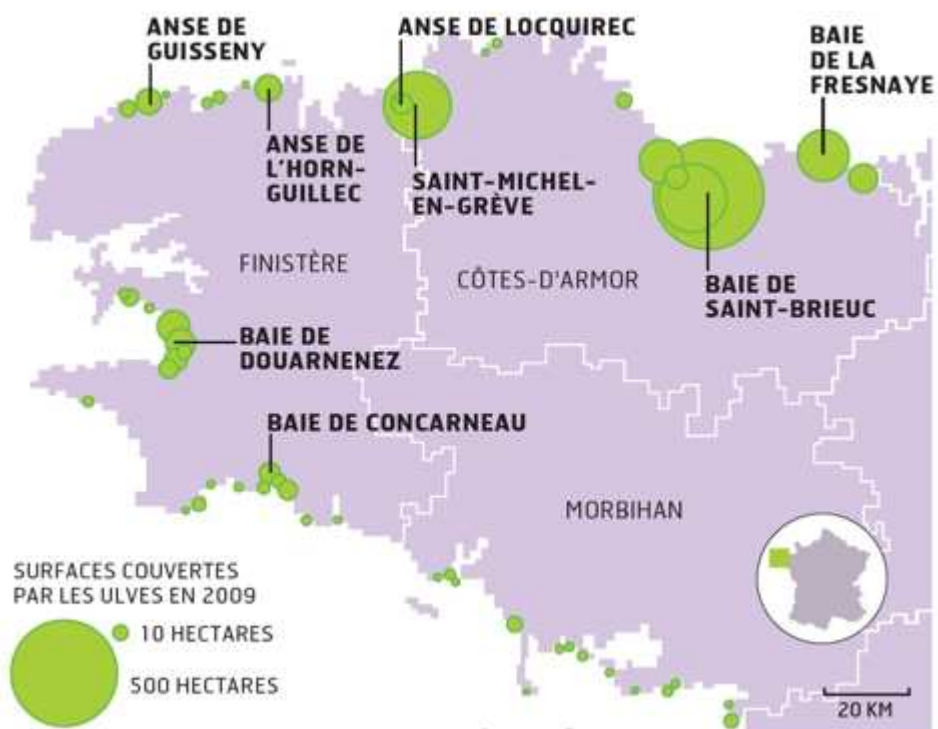 ANSE DE
GUISSENY
ANSE DE LOCQUIREC
BAIE
DE LA
FRESNAYE
ANSE DE
L'HORN-
GUILLEC
SAINT-MICHEL-
EN-GRÈVE
FINISTÈRE
CÔTES-D'ARMOR
BAIE DE
SAINT-BRIEUC
BAIE DE
DOUARNENEZ
BAIE DE CONCARNEAU
MORBIHAN
SURFACES COUVERTES
PAR LES ULVES EN 2009
10 HECTARES
500 HECTARES
20 KM